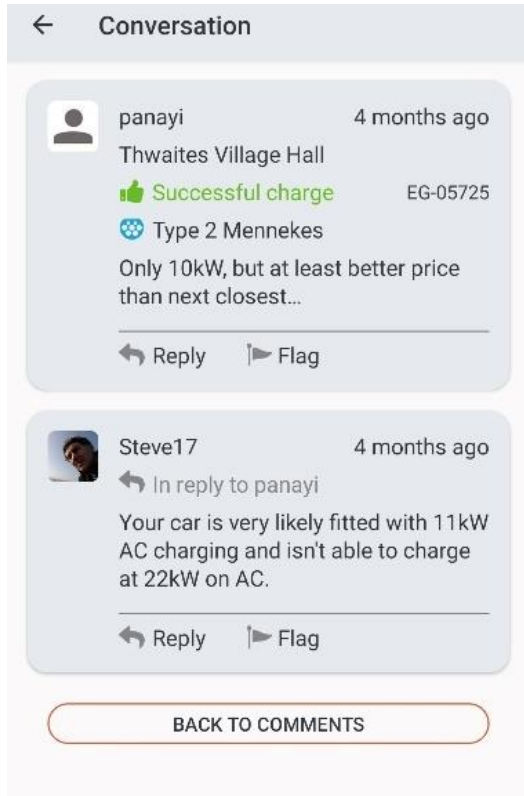 Conversation
panayi 4 months ago
Thwaites Village Hall
Successful charge EG-05725
Type 2 Mennekes
Only 10kW, but at least better price
than next closest...
Reply Flag
Steve17 4 months ago
In reply to panayi
Your car is very likely fitted with 11kW
AC charging and isn't able to charge
at 22kW on AC.
Reply Flag
BACK TO COMMENTS